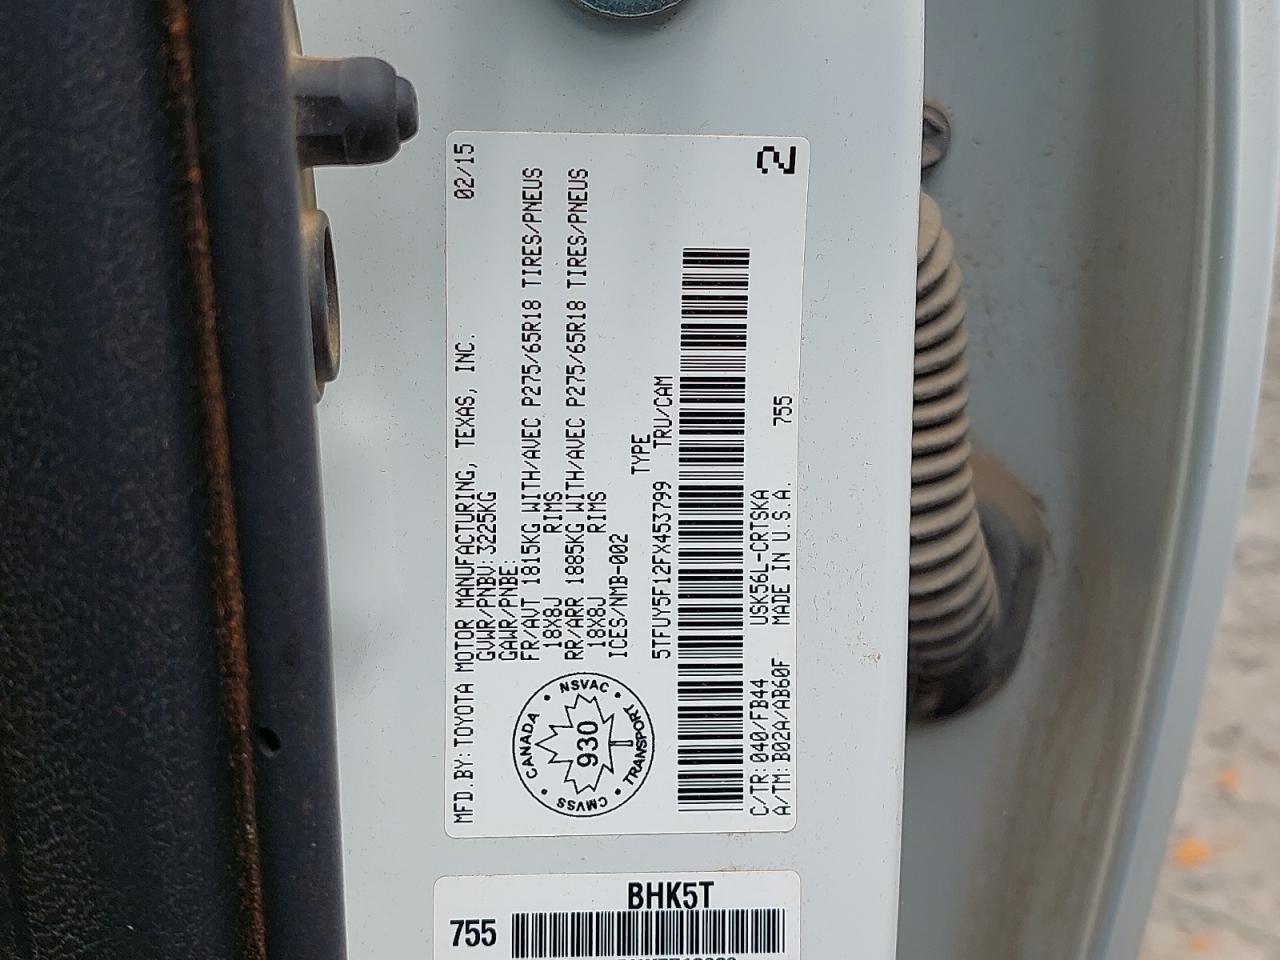 MFD.BY:TOYOTA MOTOR MANUFACTURING, TEXAS, INC. 02/15
GVWR/PNBV:3225KG
GAWR/PNBE:
FR/AVT 1815KG WITH/AVEC P275/65R18 TIRES/PNEUS
18X8J RIMS
RR/ARR 1885KG WITH/AVEC P275/65R18 TIRES/PNEUS
18X8J RIMS
ICES/NMB-002
TYPE
5TFUY5F12FX453799 TRU/CAM
CANADA • NSVAC • TRANSPORT • CMVSS •
930
C/TR:040/FB44 USK56L-CRTSKA
A/TM:B02A/AB60F MADE IN U.S.A. 755
2
BHK5T
755